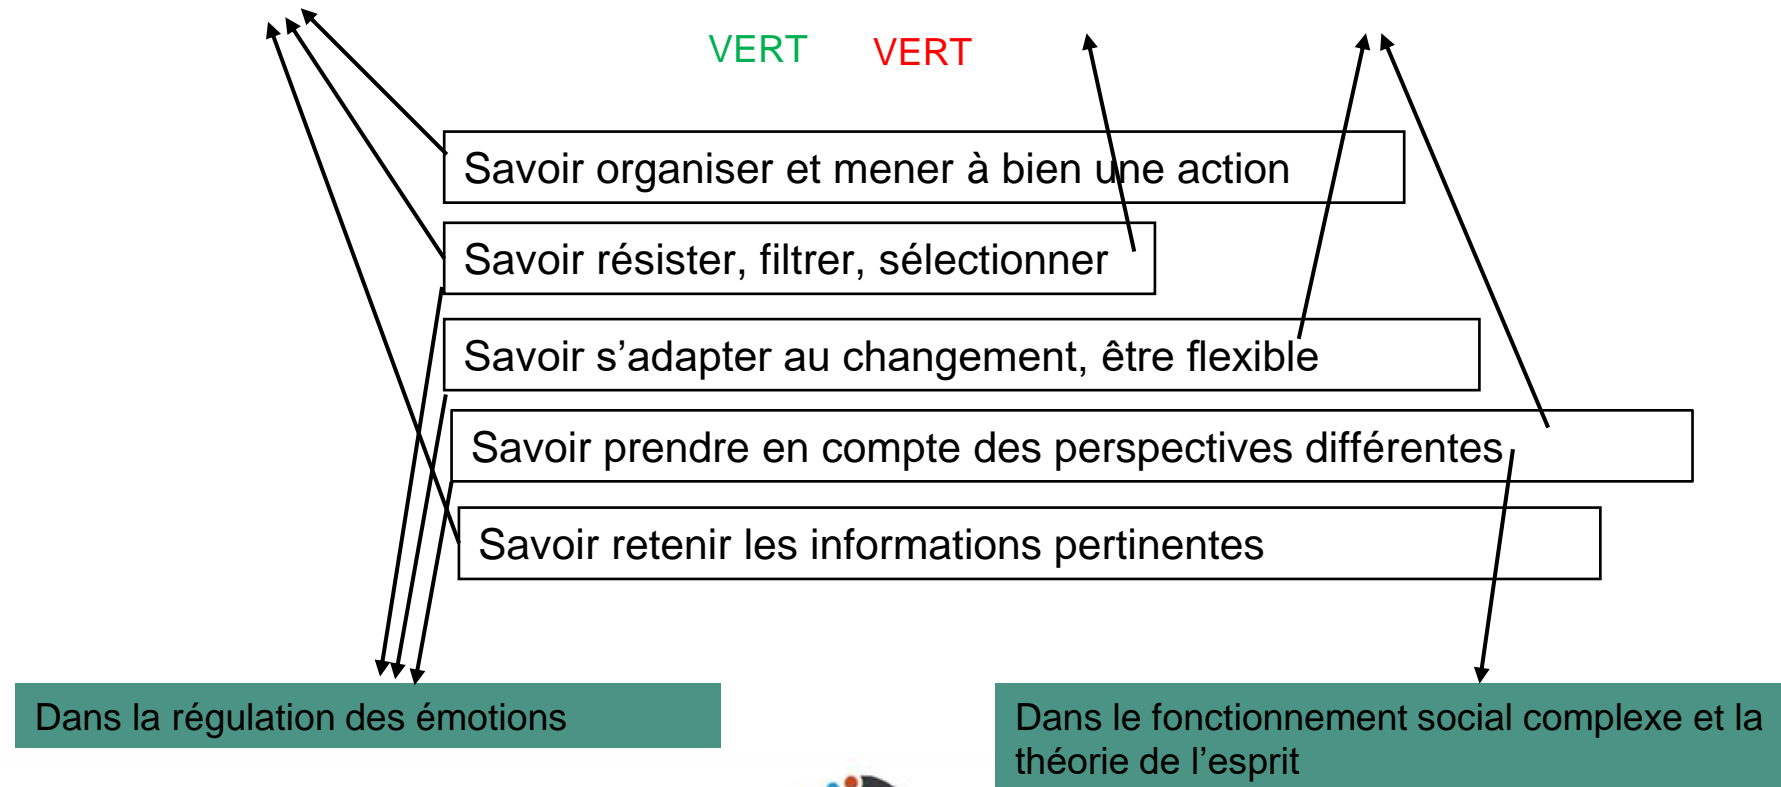 VERT VERT
Savoir organiser et mener à bien une action
Savoir résister, filtrer, sélectionner
Savoir s’adapter au changement, être flexible
Savoir prendre en compte des perspectives différentes
Savoir retenir les informations pertinentes
Dans la régulation des émotions
Dans le fonctionnement social complexe et la
théorie de l’esprit